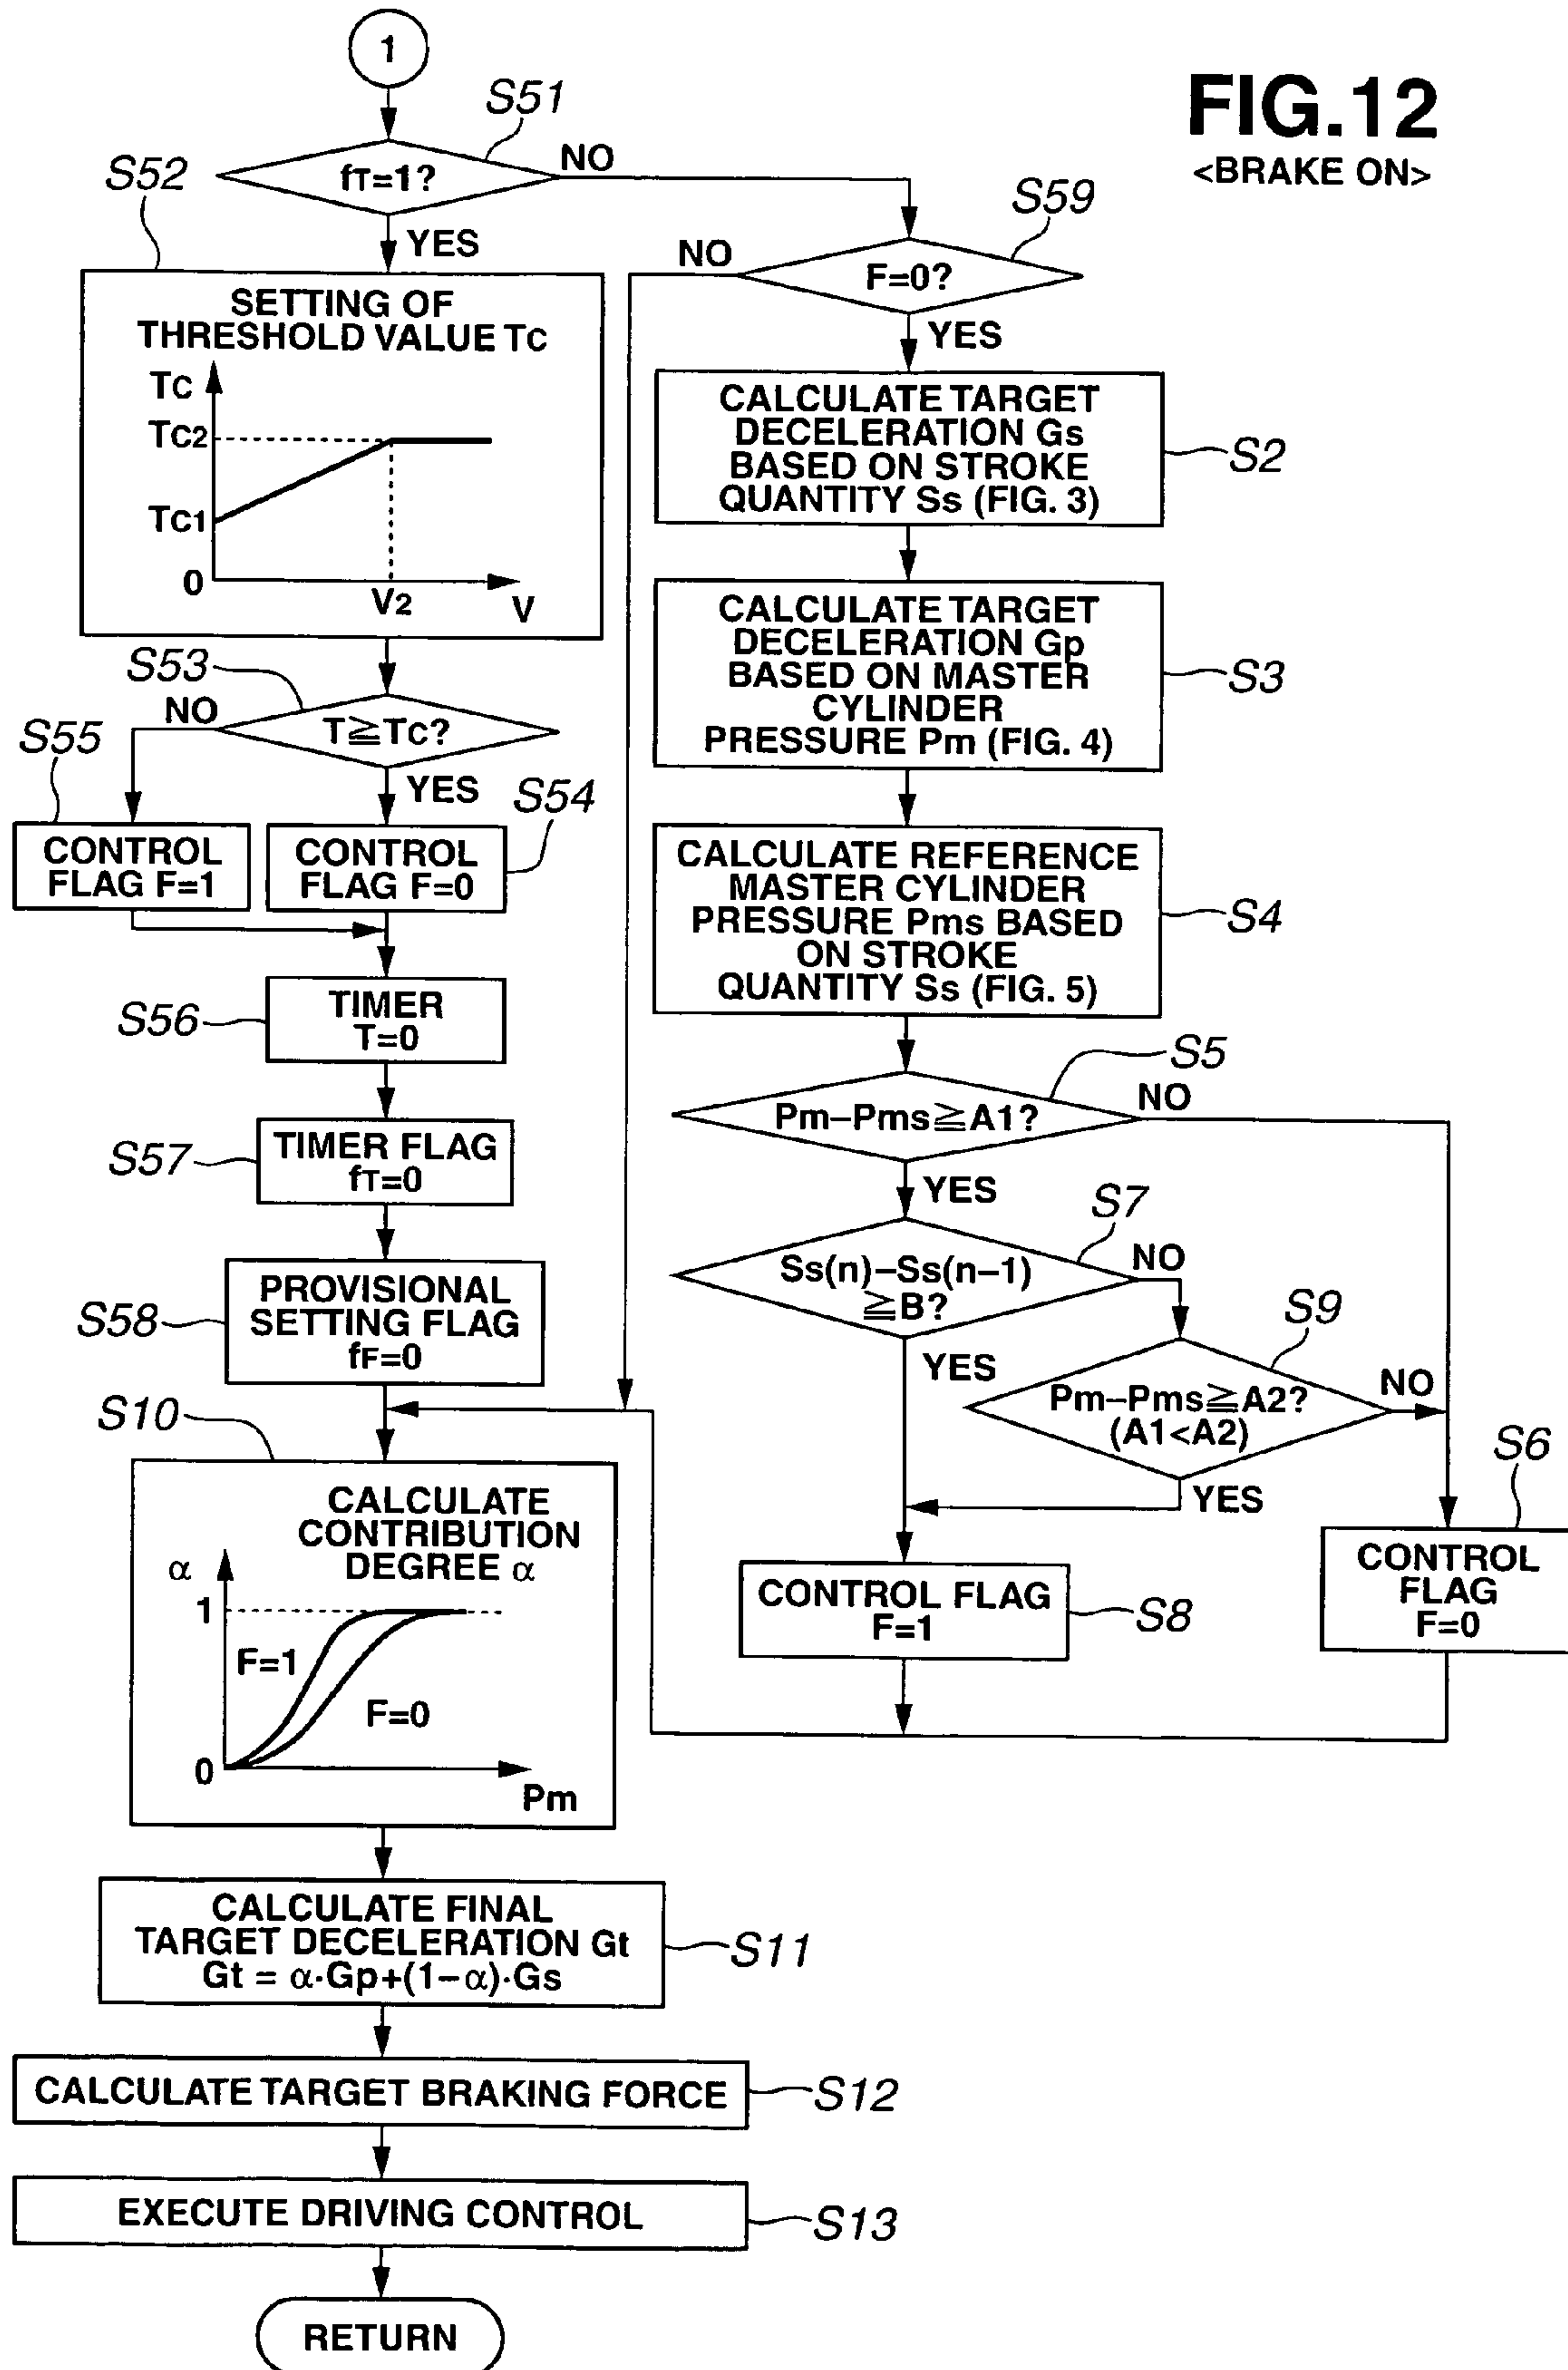 FIG.12
<BRAKE ON>
1
S51
fT=1?
NO
YES
S52
SETTING OF
THRESHOLD VALUE TC
TC
TC2
TC1
0
V2
V
S53
T≧TC?
NO
YES
S55
CONTROL
FLAG F=1
S54
CONTROL
FLAG F=0
S56
TIMER
T=0
S57
TIMER FLAG
fT=0
S58
PROVISIONAL
SETTING FLAG
fF=0
S59
F=0?
NO
YES
CALCULATE TARGET
DECELERATION Gs
BASED ON STROKE
QUANTITY Ss (FIG. 3)
S2
CALCULATE TARGET
DECELERATION Gp
BASED ON MASTER
CYLINDER
PRESSURE Pm (FIG. 4)
S3
CALCULATE REFERENCE
MASTER CYLINDER
PRESSURE Pms BASED
ON STROKE
QUANTITY Ss (FIG. 5)
S4
S5
Pm–Pms≧A1?
NO
YES
S7
Ss(n)–Ss(n–1)
≧B?
NO
YES
S9
Pm–Pms≧A2?
(A1<A2)
NO
YES
S6
CONTROL
FLAG
F=0
CONTROL FLAG
F=1
S8
S10
CALCULATE
CONTRIBUTION
DEGREE α
α
1
F=1
F=0
0
Pm
CALCULATE FINAL
TARGET DECELERATION Gt
Gt = α·Gp+(1–α)·Gs
S11
CALCULATE TARGET BRAKING FORCE
S12
EXECUTE DRIVING CONTROL
S13
RETURN